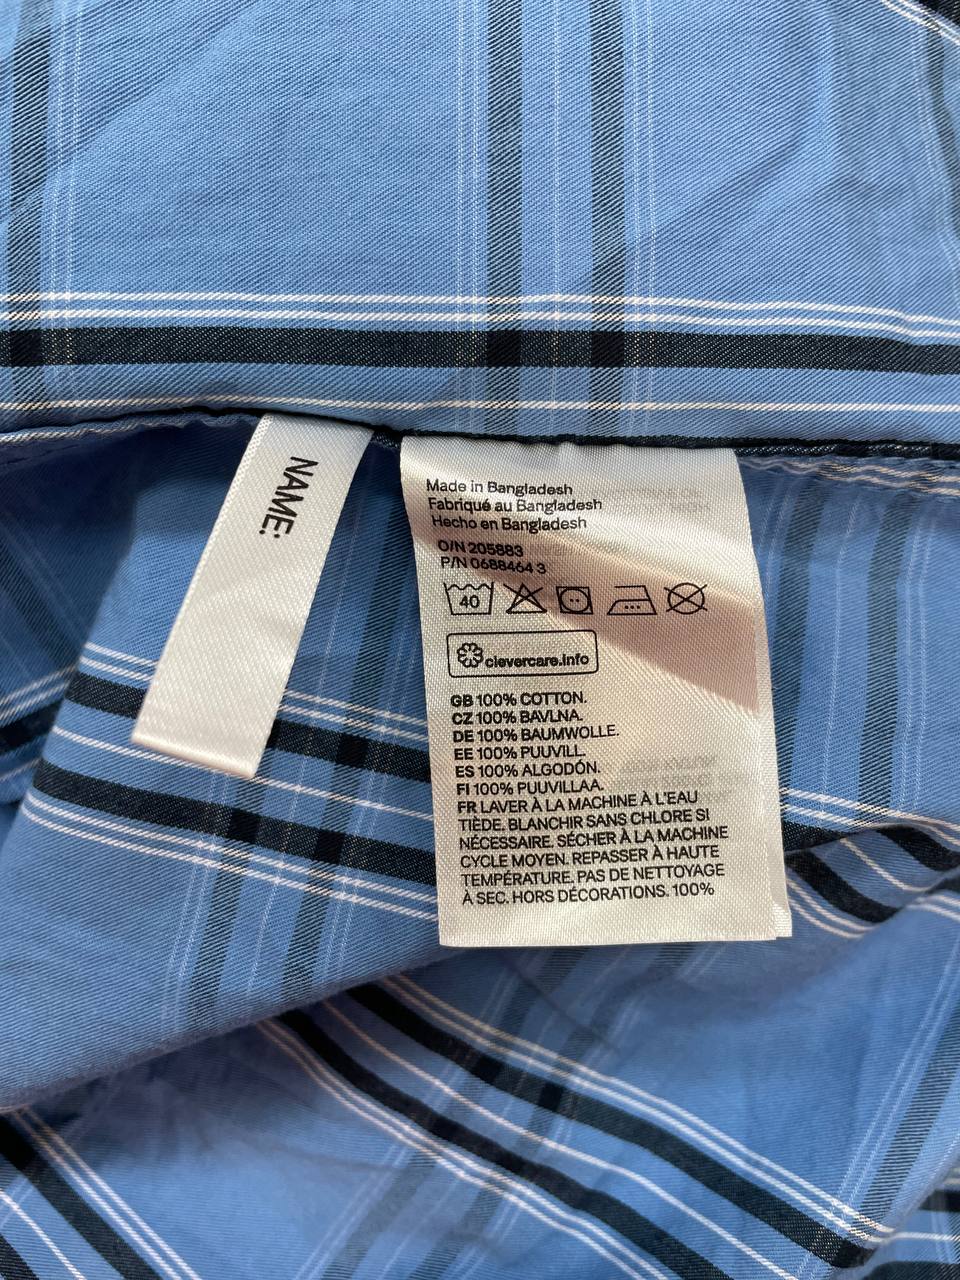 NAME:
Made in Bangladesh
Fabriqué au Bangladesh
Hecho en Bangladesh
O/N 205883
P/N 0688464 3
40
clevercare.info
GB 100% COTTON.
CZ 100% BAVLNA.
DE 100% BAUMWOLLE.
EE 100% PUUVILL.
ES 100% ALGODÓN.
FI 100% PUUVILLAA.
FR LAVER À LA MACHINE À L'EAU
TIÈDE. BLANCHIR SANS CHLORE SI
NÉCESSAIRE. SÉCHER À LA MACHINE
CYCLE MOYEN. REPASSER À HAUTE
TEMPÉRATURE. PAS DE NETTOYAGE
À SEC. HORS DÉCORATIONS. 100%